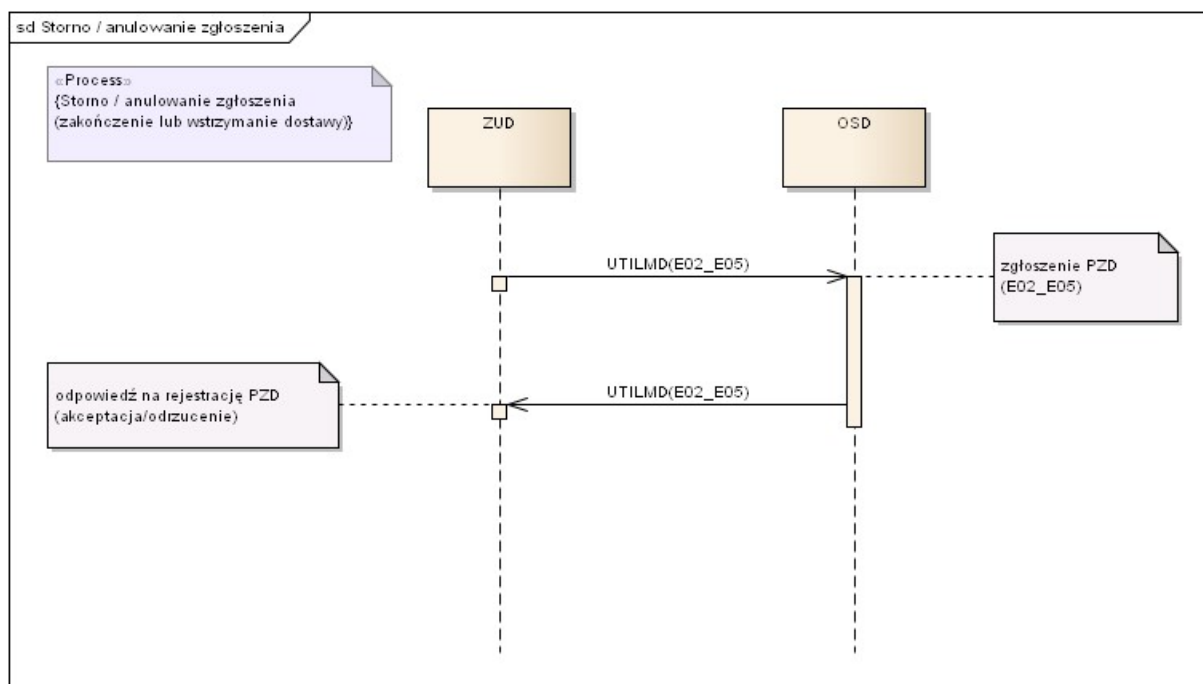 sd Storno / anulowanie zgłoszenia
«Process»
{Storno / anulowanie zgłoszenia
(zakończenie lub wstrzymanie dostawy)}
ZUD
OSD
UTILMD(E02_E05)
zgłoszenie PZD
(E02_E05)
odpowiedź na rejestrację PZD
(akceptacja/odrzucenie)
UTILMD(E02_E05)